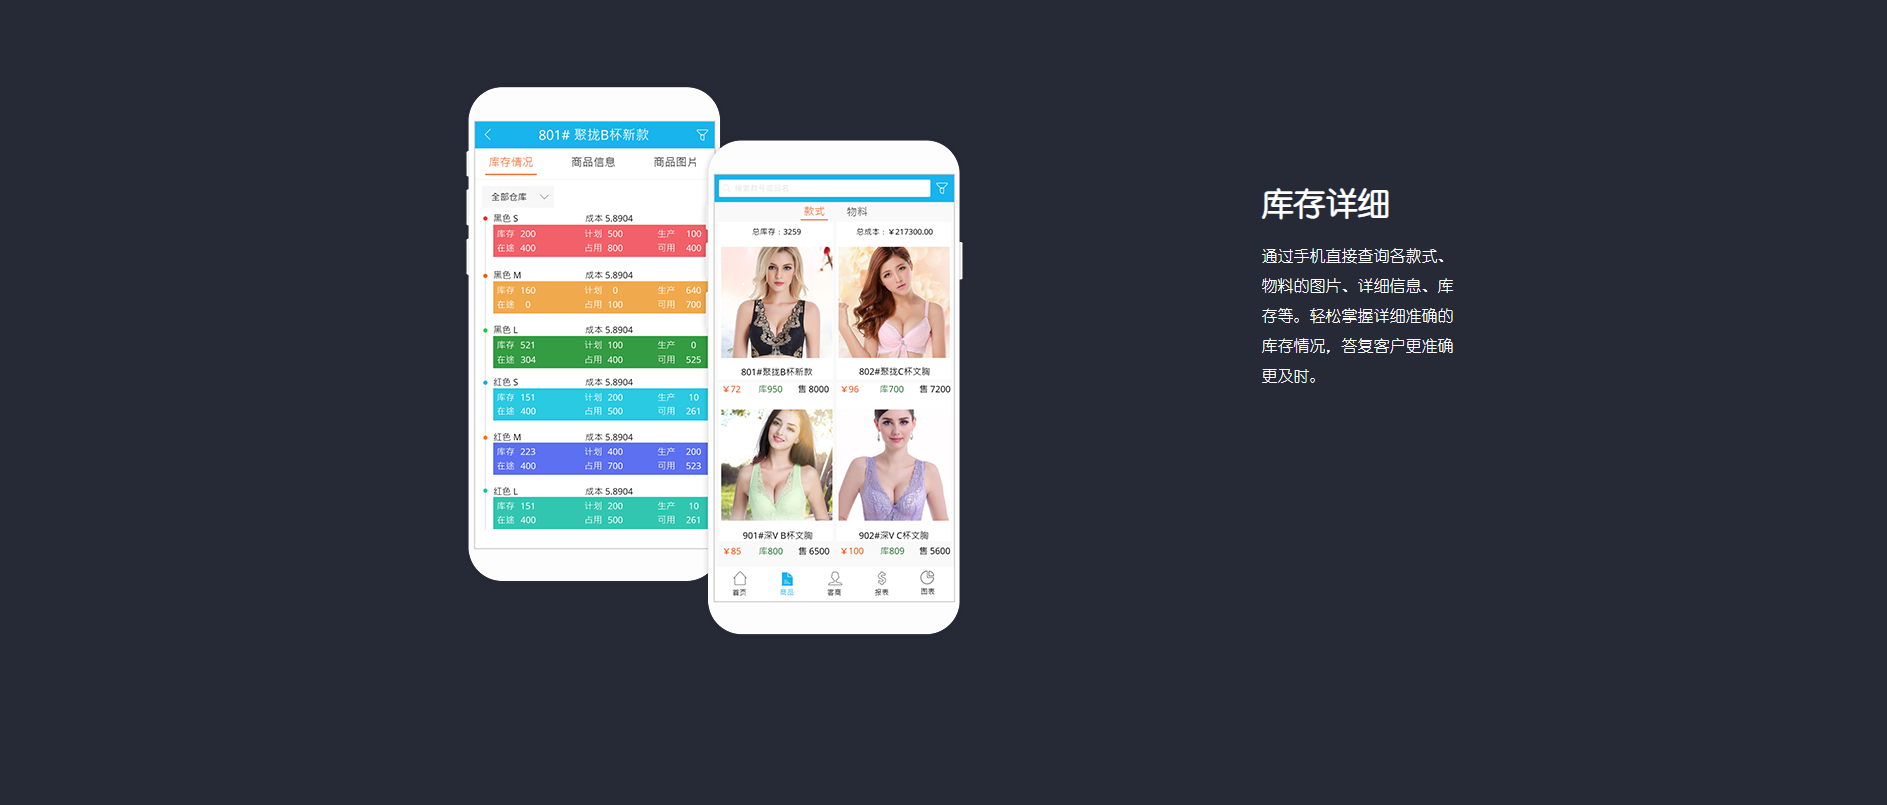 801# 聚拢B杯新款
库存情况 商品信息 商品图片
全部仓库
黑色 S 成本 5.8904
库存 200 计划 500 生产 100
在途 400 占用 800 可用 400
黑色 M 成本 5.8904
库存 160 计划 0 生产 640
在途 0 占用 100 可用 700
黑色 L 成本 5.8904
库存 521 计划 100 生产 0
在途 304 占用 400 可用 525
红色 S 成本 5.8904
库存 151 计划 200 生产 10
在途 400 占用 500 可用 261
红色 M 成本 5.8904
库存 223 计划 400 生产 200
在途 400 占用 700 可用 523
红色 L 成本 5.8904
库存 151 计划 200 生产 10
在途 400 占用 500 可用 261
搜索款号或品名
款式 物料
总库存：3259 总成本：￥217300.00
801#聚拢B杯新款 802#聚拢C杯文胸
￥72 库950 售 8000 ￥96 库700 售 7200
901#深V B杯文胸 902#深V C杯文胸
￥85 库800 售 6500 ￥100 库809 售 5600
首页 商品 客商 报表 图表
库存详细
通过手机直接查询各款式、
物料的图片、详细信息、库
存等。轻松掌握详细准确的
库存情况，答复客户更准确
更及时。